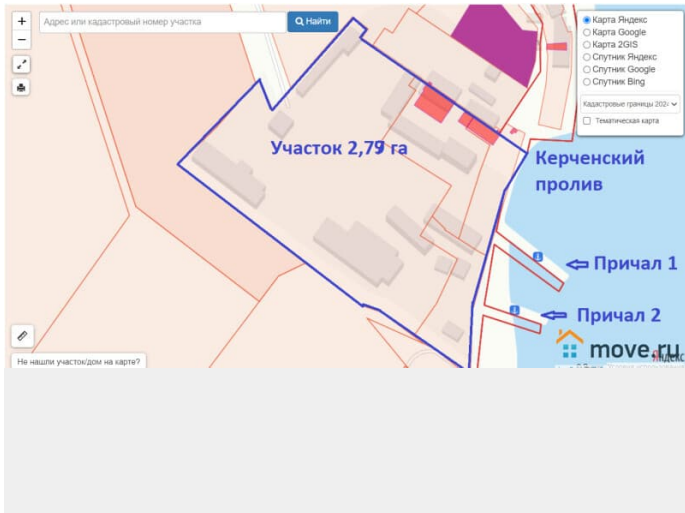 +
Адрес или кадастровый номер участка
Найти
−
Карта Яндекс
Карта Google
Карта 2GIS
Спутник Яндекс
Спутник Google
Спутник Bing
Кадастровые границы 2024
Тематическая карта
Участок 2,79 га
Керченский
пролив
Причал 1
Причал 2
move.ru
Яндекс
Не нашли участок/дом на карте?